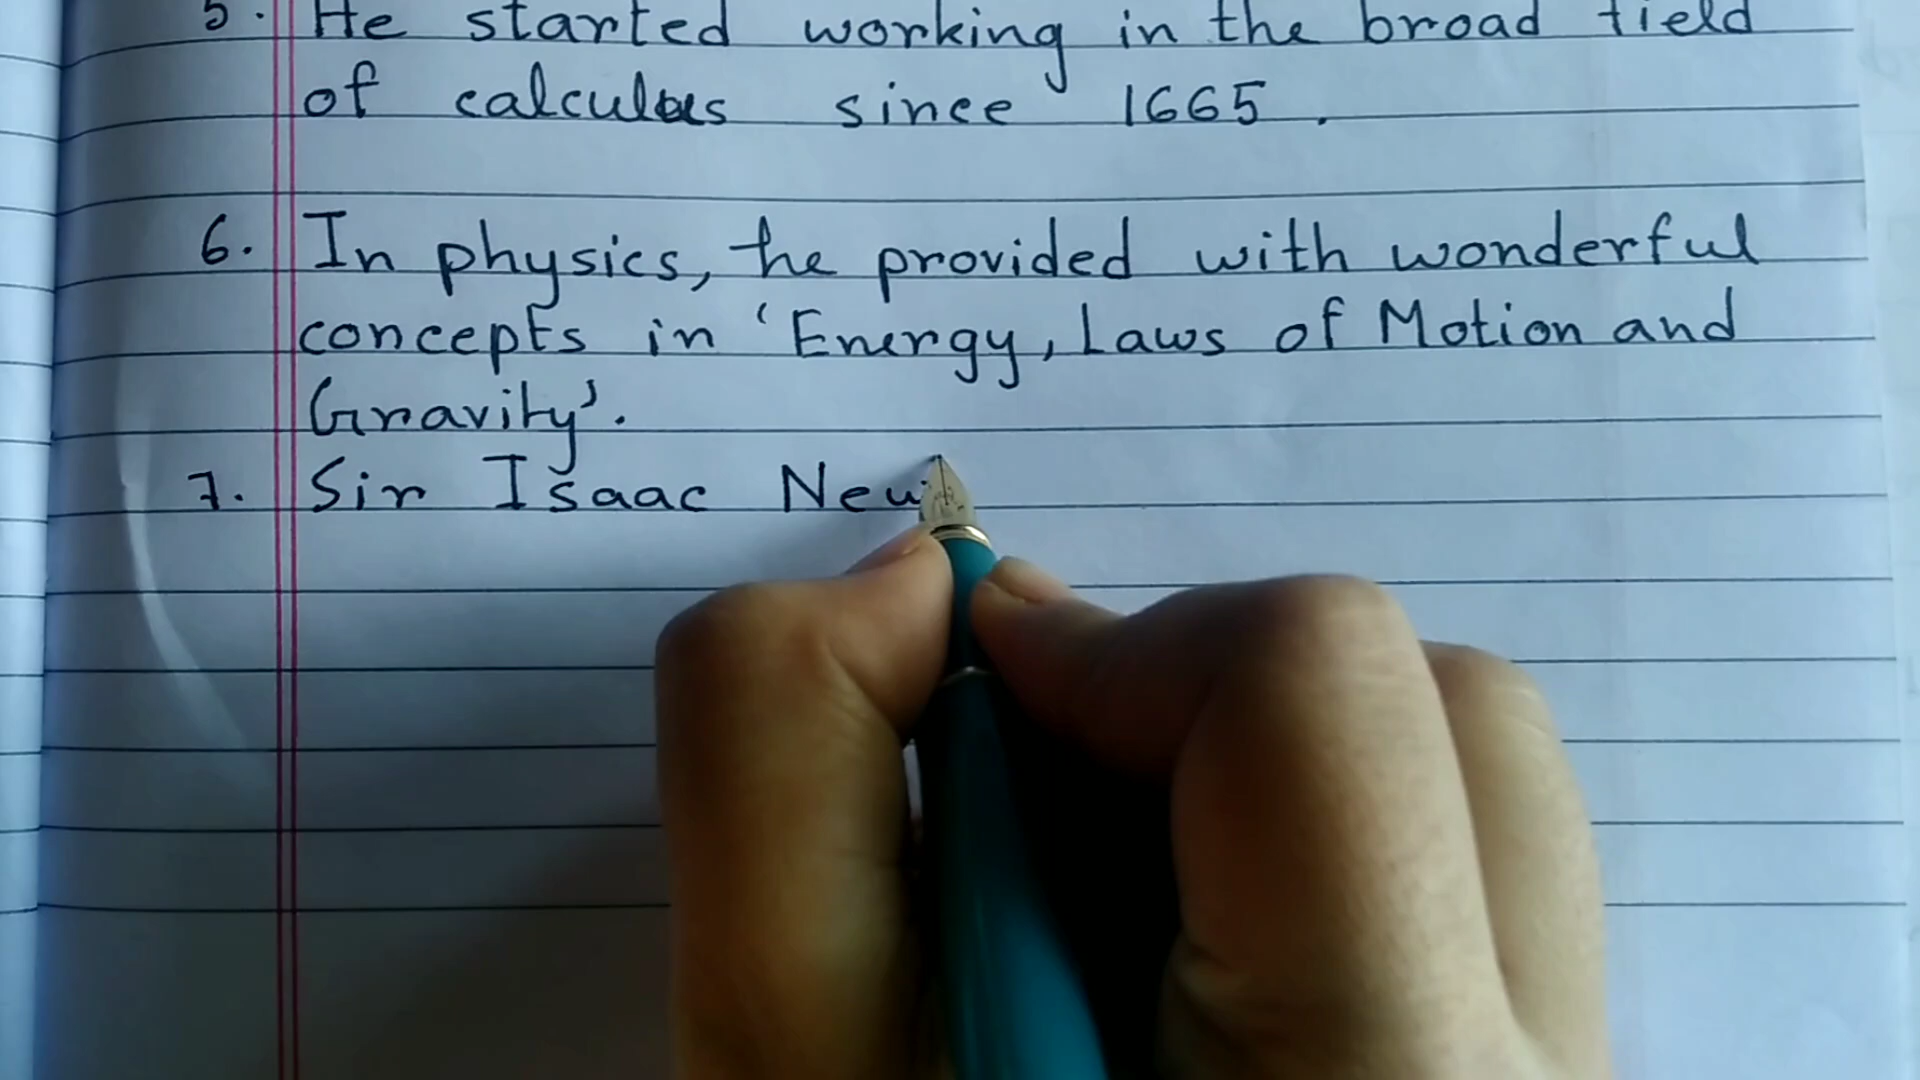 5. He started working in the broad field
of calculus since 1665.
6. In physics, he provided with wonderful
concepts in 'Energy, Laws of Motion and
Gravity'.
7. Sir Isaac New